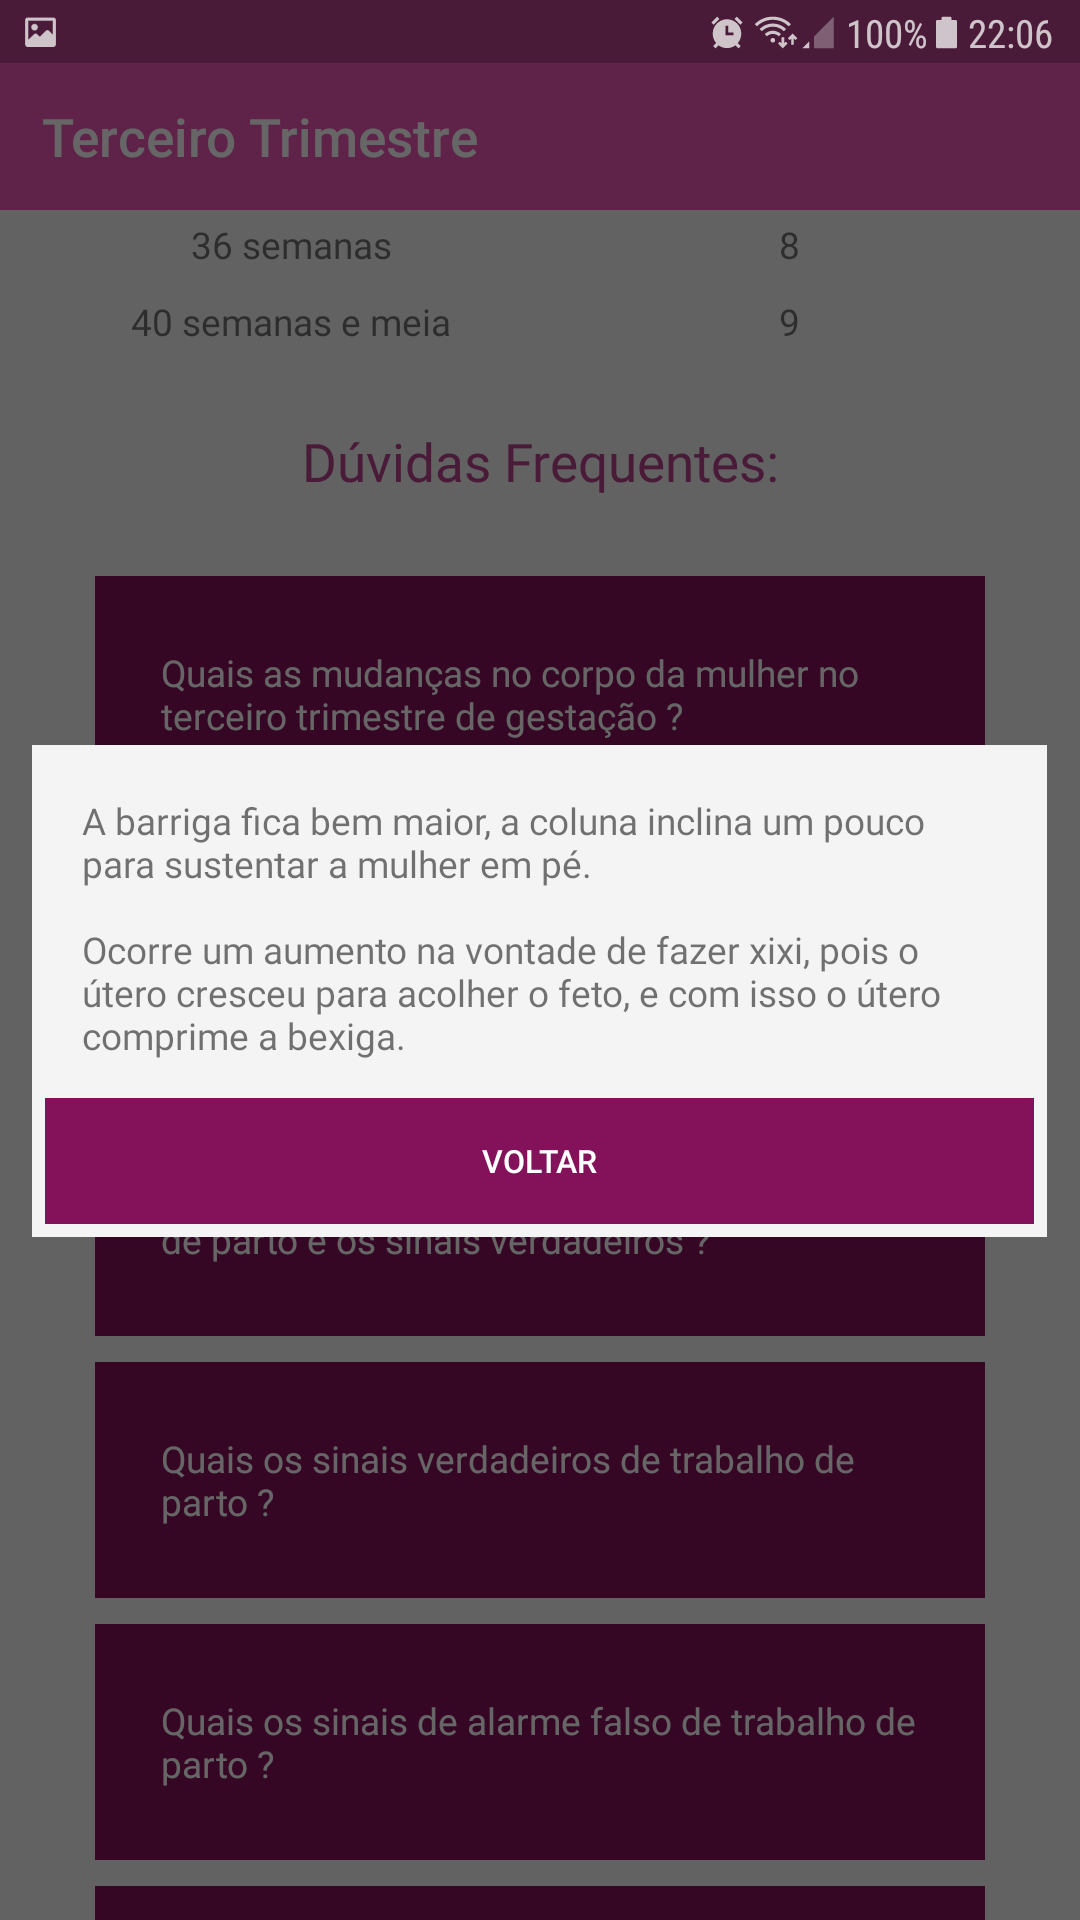 100% 22:06
Terceiro Trimestre
36 semanas 8
40 semanas e meia 9
Dúvidas Frequentes:
Quais as mudanças no corpo da mulher no
terceiro trimestre de gestação ?
A barriga fica bem maior, a coluna inclina um pouco
para sustentar a mulher em pé.
Ocorre um aumento na vontade de fazer xixi, pois o
útero cresceu para acolher o feto, e com isso o útero
comprime a bexiga.
VOLTAR
de parto e os sinais verdadeiros ?
Quais os sinais verdadeiros de trabalho de
parto ?
Quais os sinais de alarme falso de trabalho de
parto ?